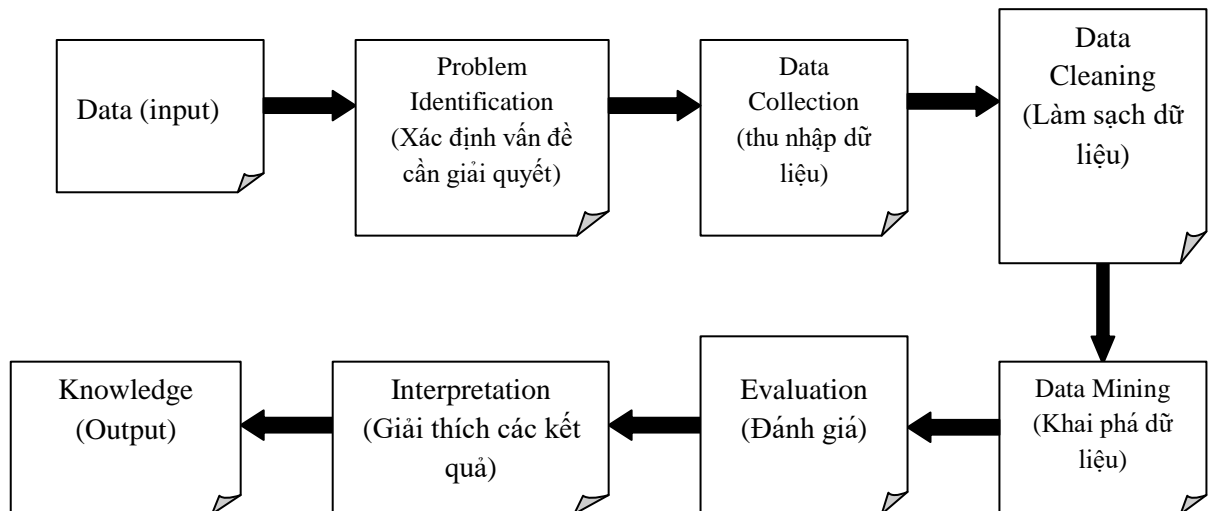 Data (input)
Problem
Identification
(Xác định vấn đề
cần giải quyết)
Data
Collection
(thu nhập dữ
liệu)
Data
Cleaning
(Làm sạch dữ
liệu)
Knowledge
(Output)
Interpretation
(Giải thích các kết
quả)
Evaluation
(Đánh giá)
Data Mining
(Khai phá dữ
liệu)